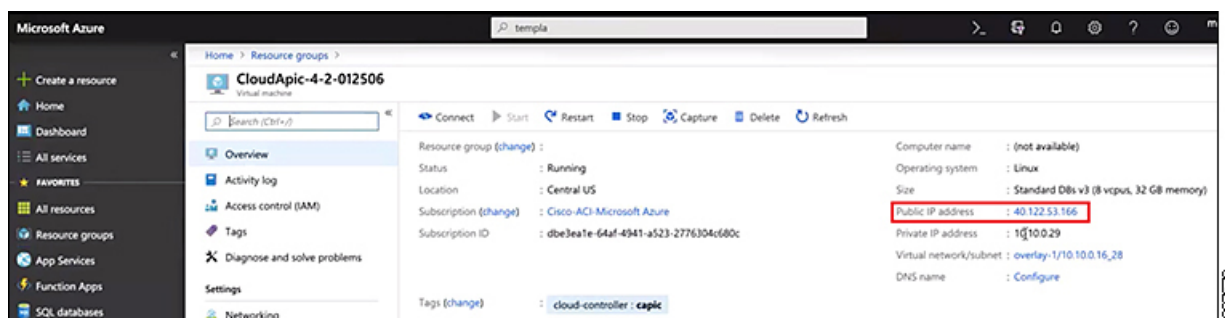 Microsoft Azure
templa
Home > Resource groups >
CloudApic-4-2-012506
Virtual machine
Create a resource
Home
Dashboard
All services
FAVORITES
All resources
Resource groups
App Services
Function Apps
SQL databases
Search (Ctrl+/)
Overview
Activity log
Access control (IAM)
Tags
Diagnose and solve problems
Settings
Networking
Connect Start Restart Stop Capture Delete Refresh
Resource group (change) :
Status : Running
Location : Central US
Subscription (change) : Cisco-ACI-Microsoft Azure
Subscription ID : dbe3ea1e-64af-4941-a523-2776304c680c
Computer name : (not available)
Operating system : Linux
Size : Standard D8s v3 (8 vcpus, 32 GB memory)
Public IP address : 40.122.53.166
Private IP address : 10.10.0.29
Virtual network/subnet : overlay-1/10.10.0.16_28
DNS name : Configure
Tags (change) : cloud-controller : capic